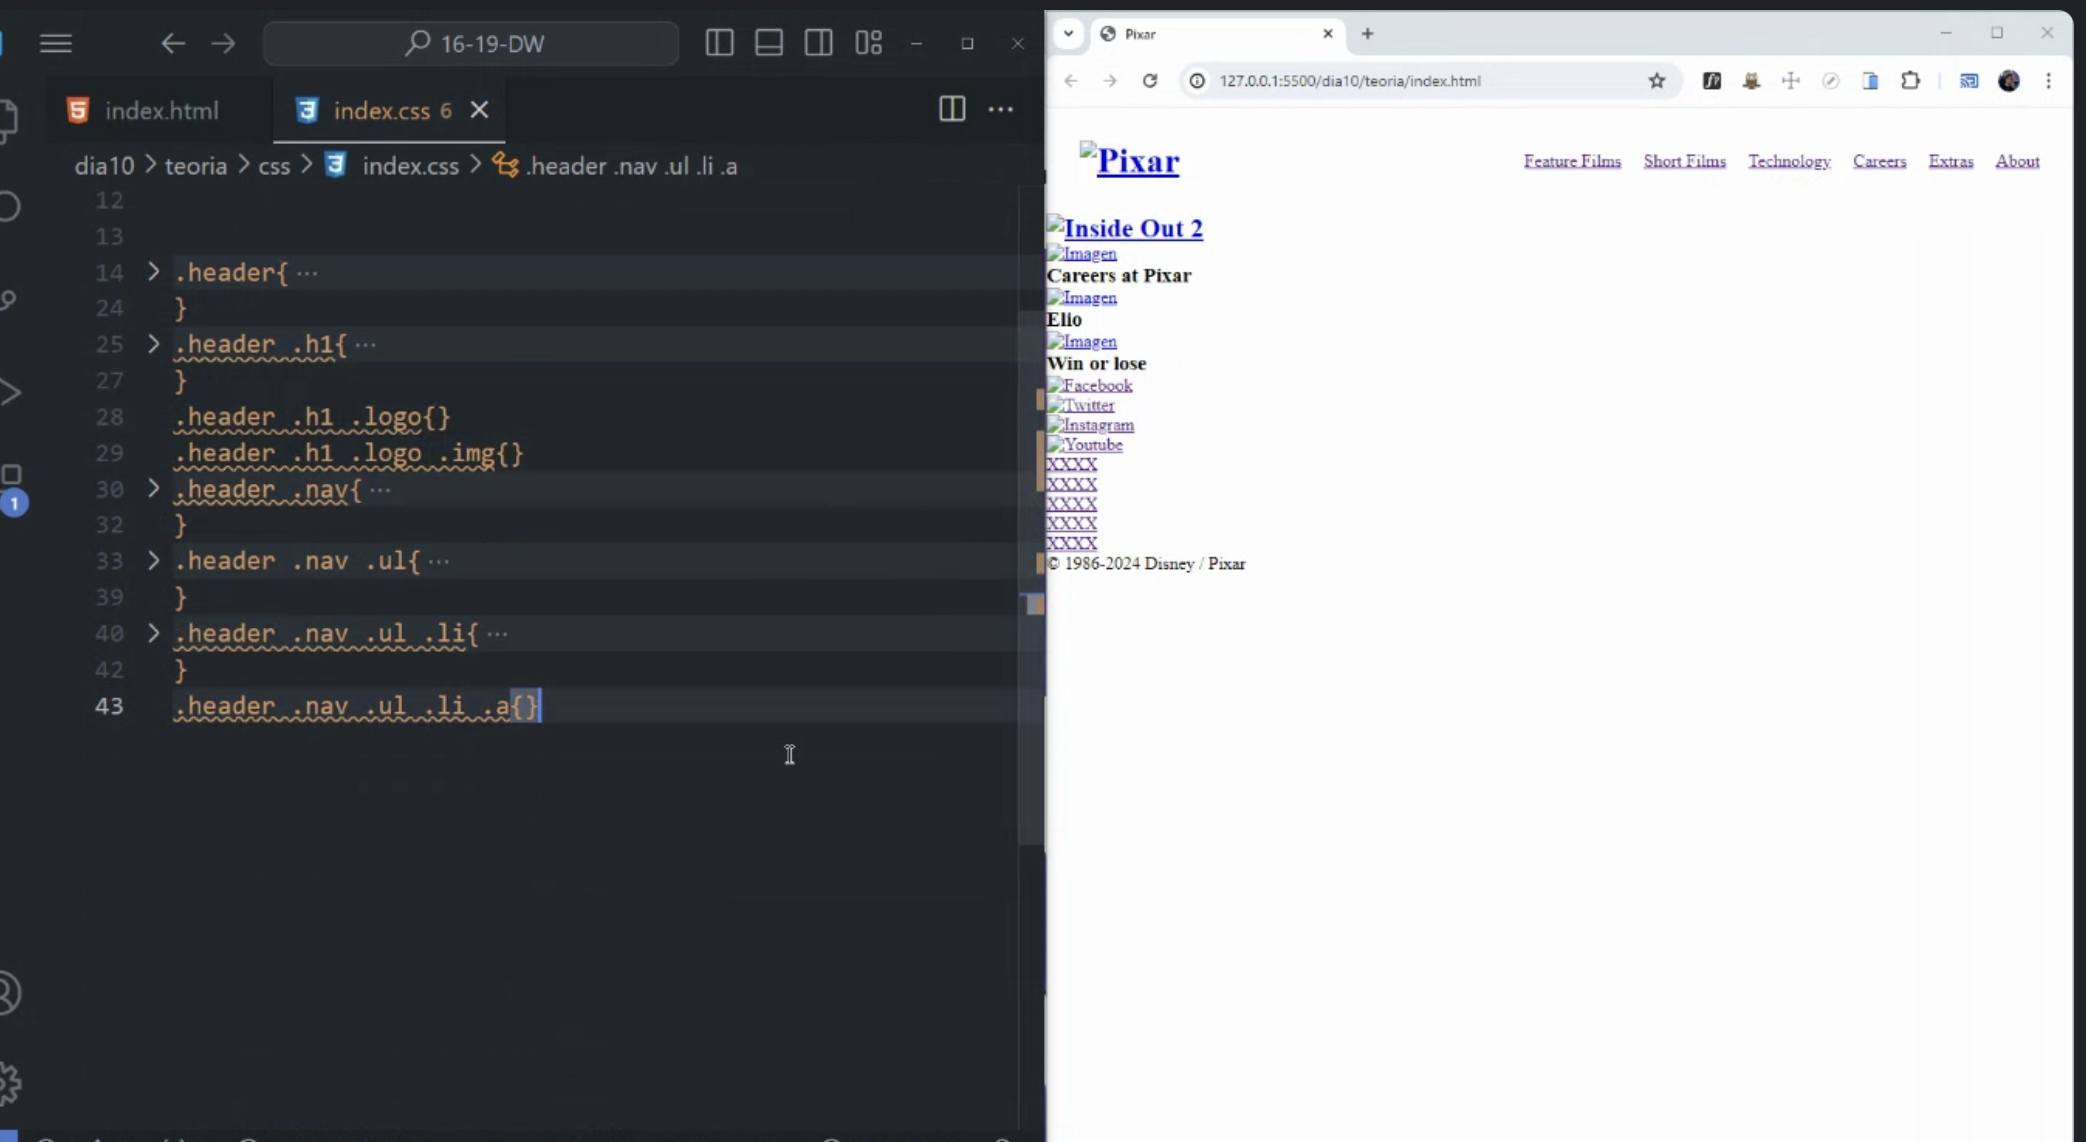 16-19-DW
index.html
index.css 6
dia10 > teoria > css > index.css > .header .nav .ul .li .a
12
13
14 .header{ ...
24 }
25 .header .h1{ ...
27 }
28 .header .h1 .logo{}
29 .header .h1 .logo .img{}
30 .header .nav{ ...
32 }
33 .header .nav .ul{ ...
39 }
40 .header .nav .ul .li{ ...
42 }
43 .header .nav .ul .li .a{}
1
Pixar
127.0.0.1:5500/dia10/teoria/index.html
Pixar
Feature Films Short Films Technology Careers Extras About
Inside Out 2
Imagen
Careers at Pixar
Imagen
Elio
Imagen
Win or lose
Facebook
Twitter
Instagram
Youtube
XXXX
XXXX
XXXX
XXXX
XXXX
© 1986-2024 Disney / Pixar